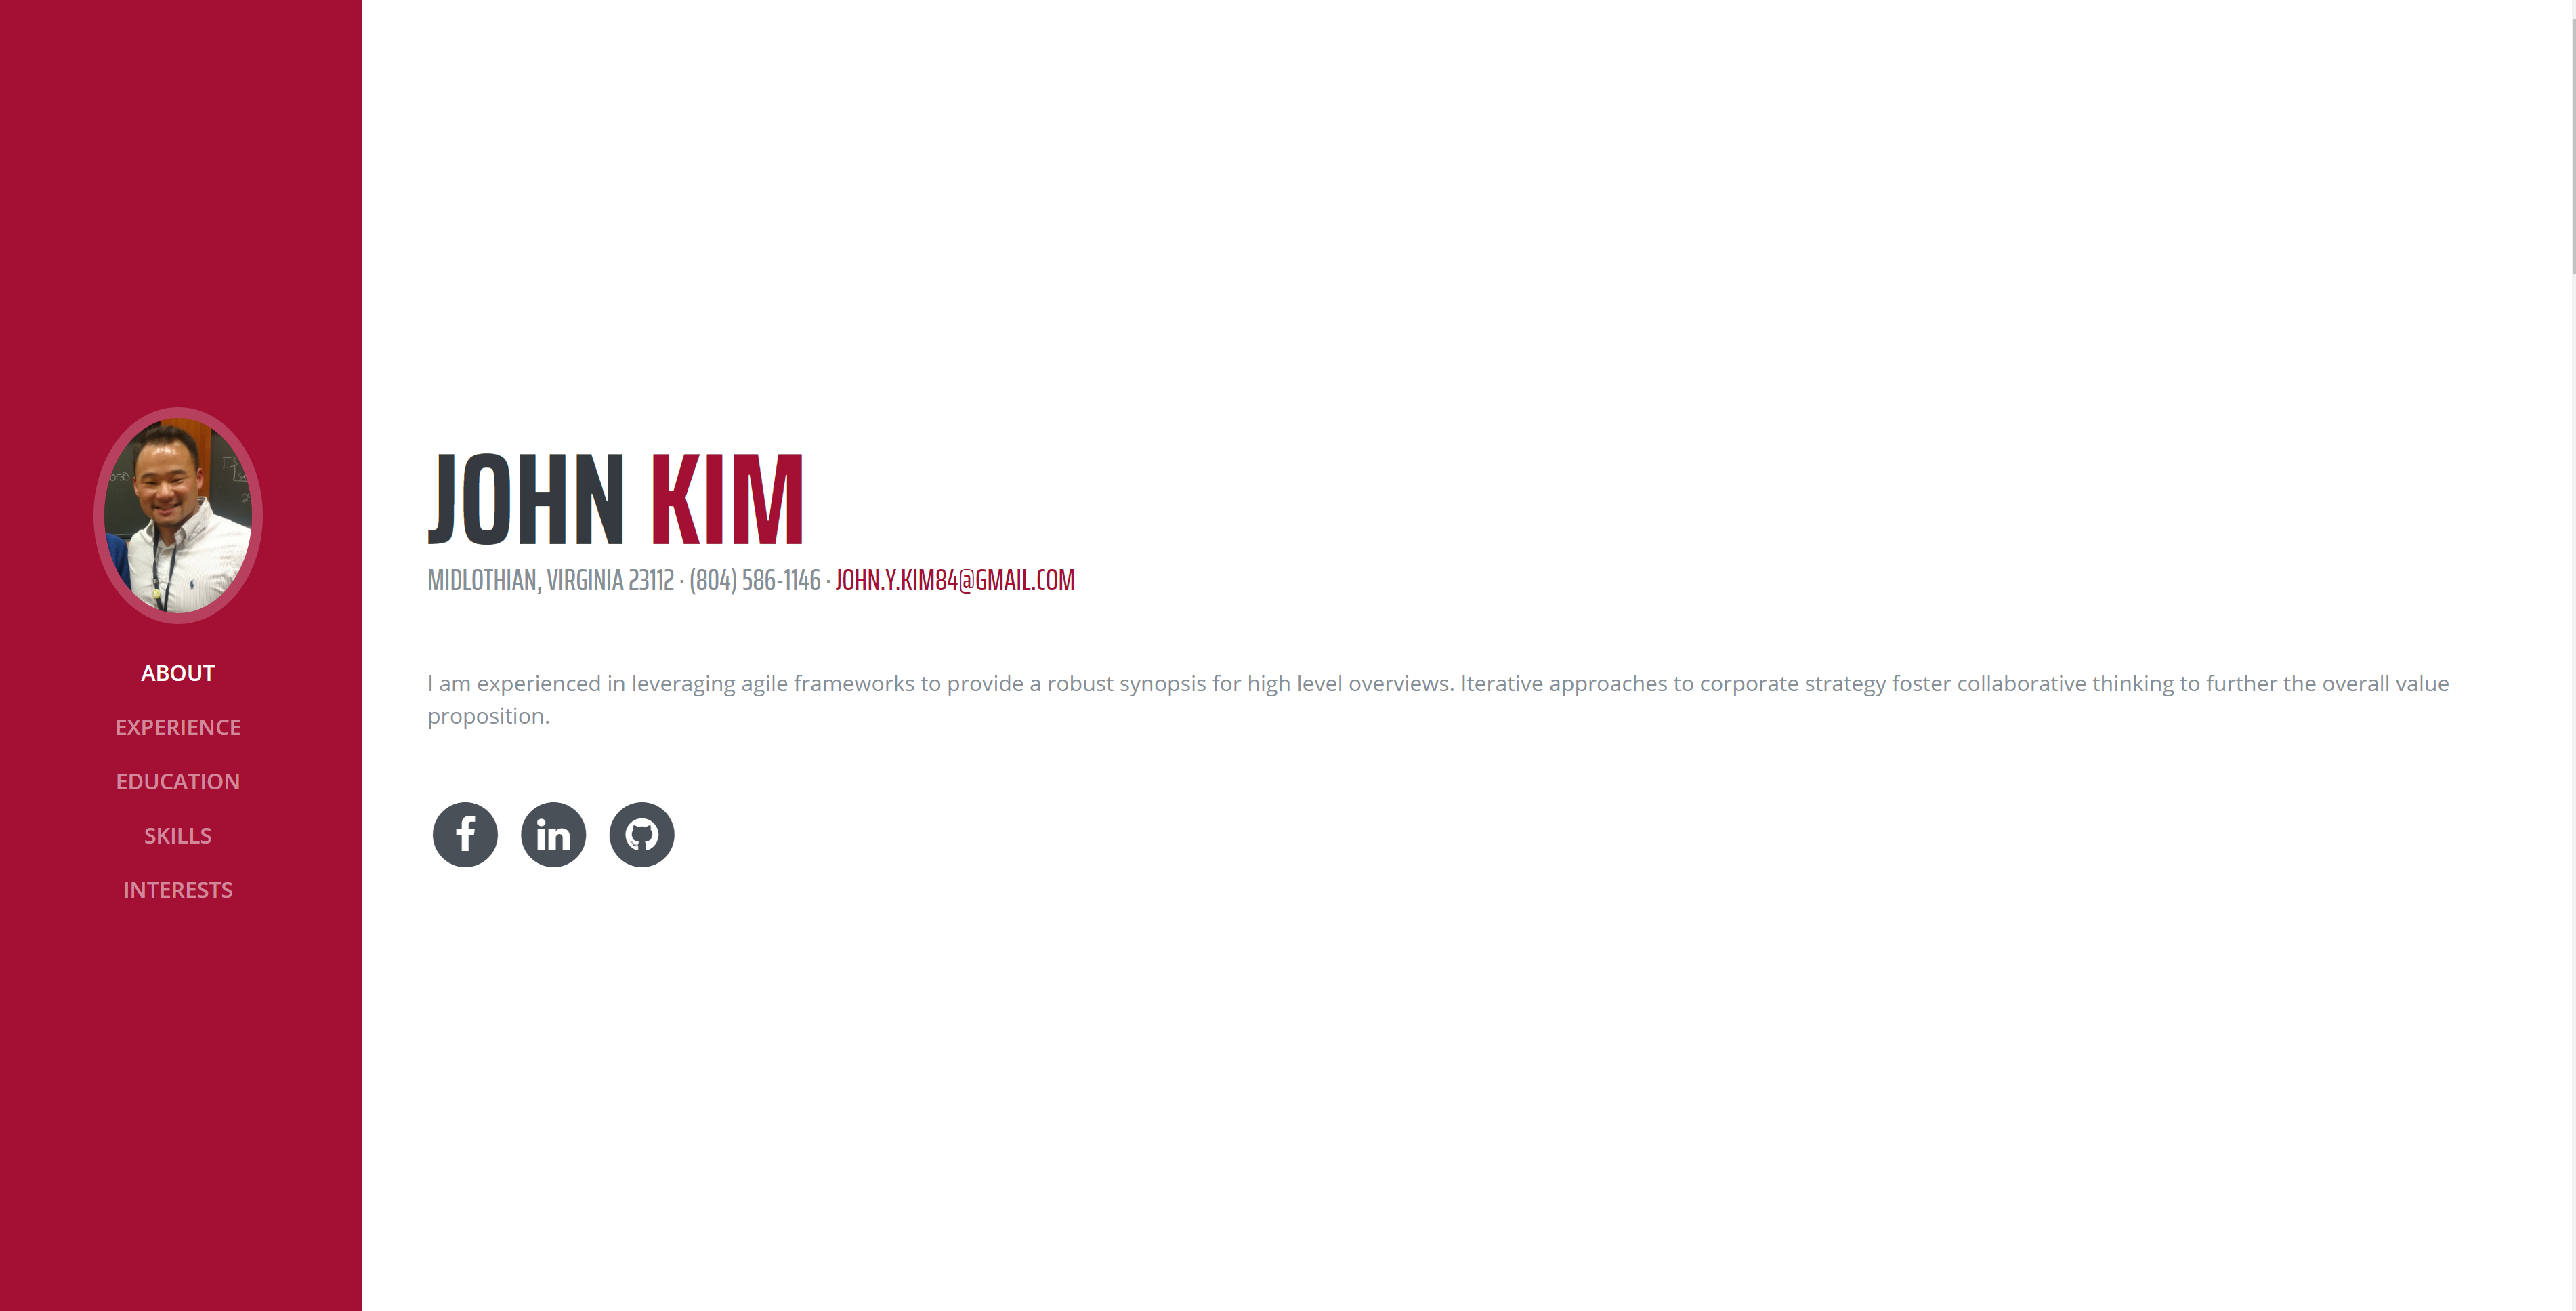 ABOUT
EXPERIENCE
EDUCATION
SKILLS
INTERESTS
JOHN KIM
MIDLOTHIAN, VIRGINIA 23112 · (804) 586-1146 · JOHN.Y.KIM84@GMAIL.COM
I am experienced in leveraging agile frameworks to provide a robust synopsis for high level overviews. Iterative approaches to corporate strategy foster collaborative thinking to further the overall value
proposition.